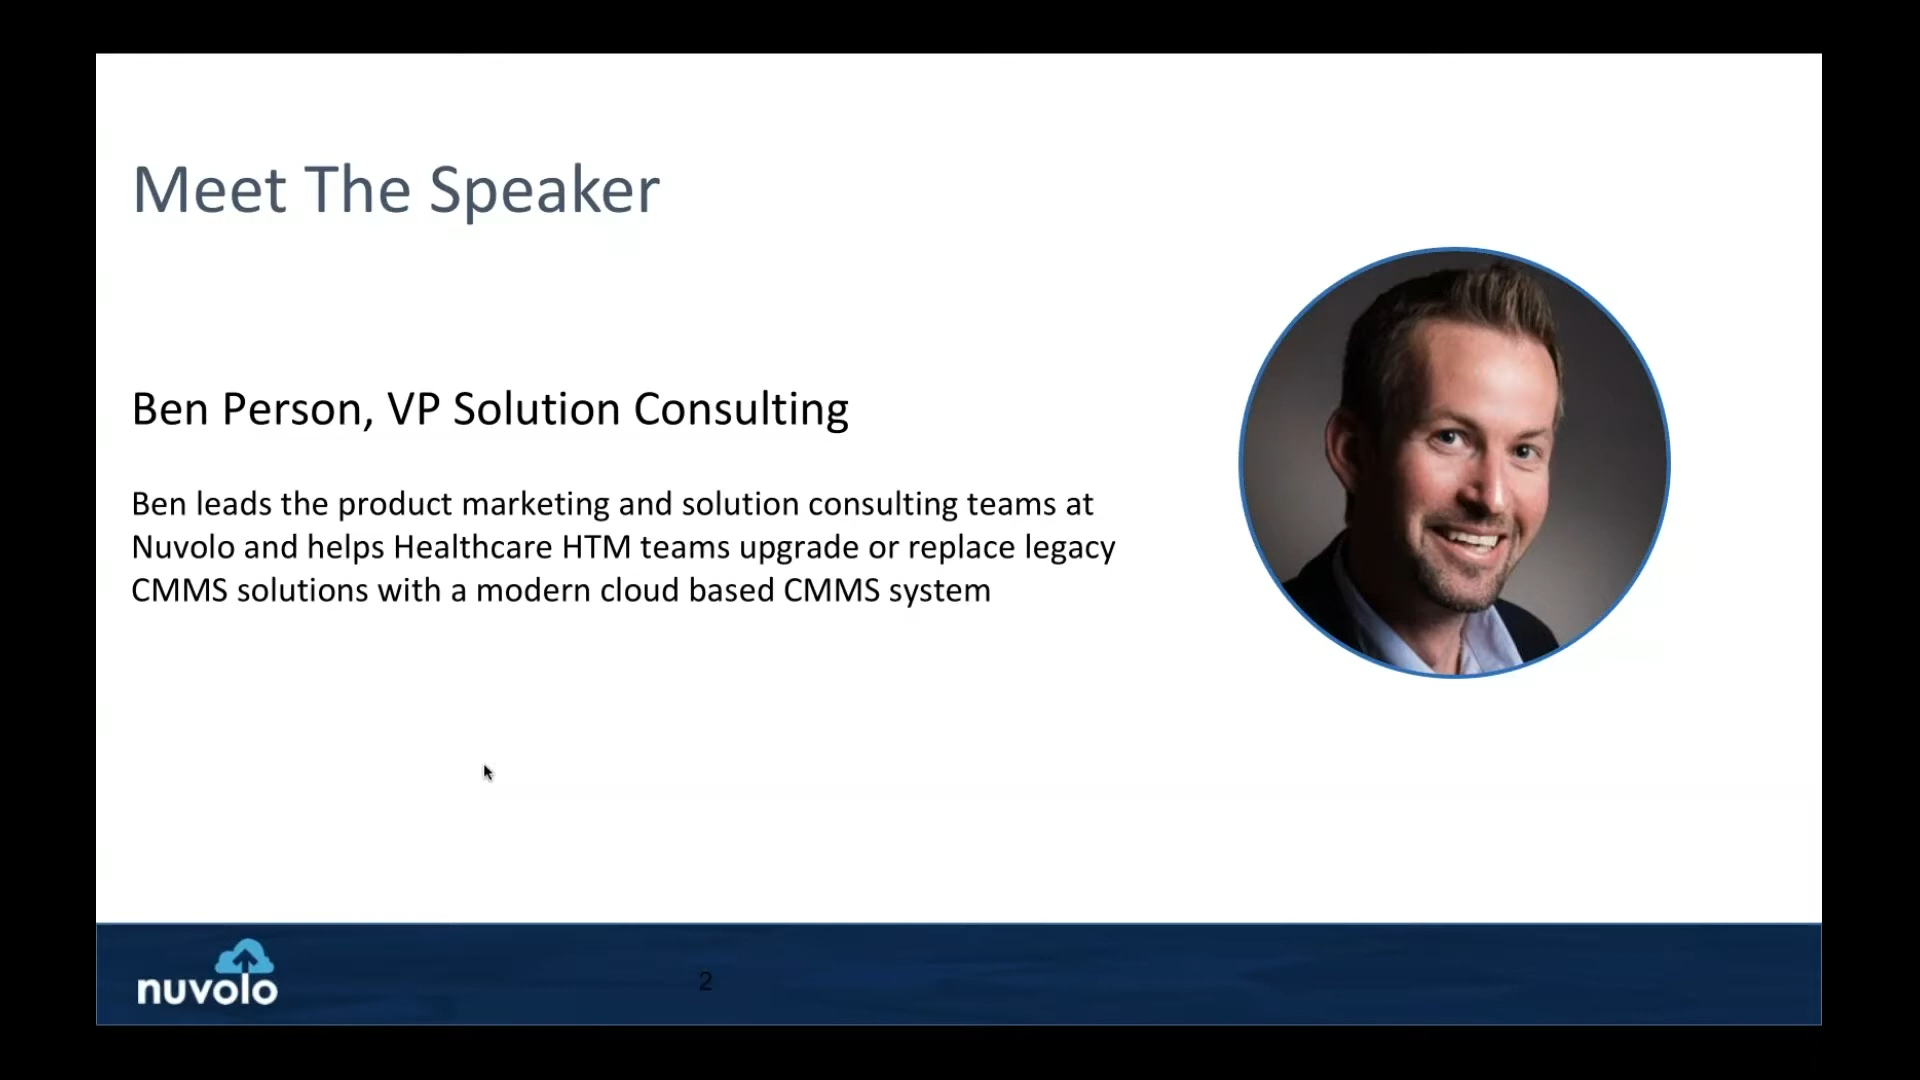 Meet The Speaker
Ben Person, VP Solution Consulting
Ben leads the product marketing and solution consulting teams at
Nuvolo and helps Healthcare HTM teams upgrade or replace legacy
CMMS solutions with a modern cloud based CMMS system
nuvolo
2